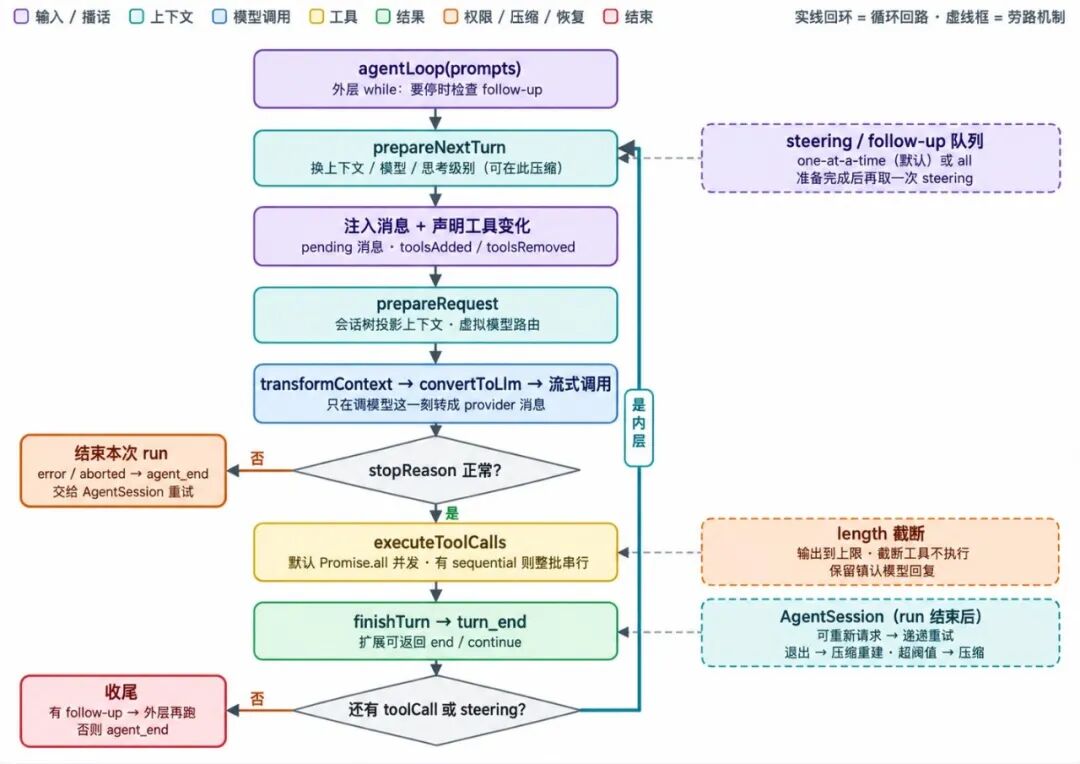 输入 / 播话 上下文 模型调用 工具 结果 权限 / 压缩 / 恢复 结束 实线回环 = 循环回路 · 虚线框 = 劳路机制
agentLoop(prompts)
外层 while：要停时检查 follow-up
prepareNextTurn
换上下文 / 模型 / 思考级别（可在此压缩）
steering / follow-up 队列
one-at-a-time（默认）或 all
准备完成后再取一次 steering
注入消息 + 声明工具变化
pending 消息 · toolsAdded / toolsRemoved
prepareRequest
会话树投影上下文 · 虚拟模型路由
transformContext → convertToLlm → 流式调用
只在调模型这一刻转成 provider 消息
是
内
层
stopReason 正常？
否
结束本次 run
error / aborted → agent_end
交给 AgentSession 重试
是
executeToolCalls
默认 Promise.all 并发 · 有 sequential 则整批串行
length 截断
输出到上限 · 截断工具不执行
保留镇认模型回复
finishTurn → turn_end
扩展可返回 end / continue
AgentSession（run 结束后）
可重新请求 → 递递重试
退出 → 压缩重建 · 超阀值 → 压缩
还有 toolCall 或 steering？
否
收尾
有 follow-up → 外层再跑
否则 agent_end